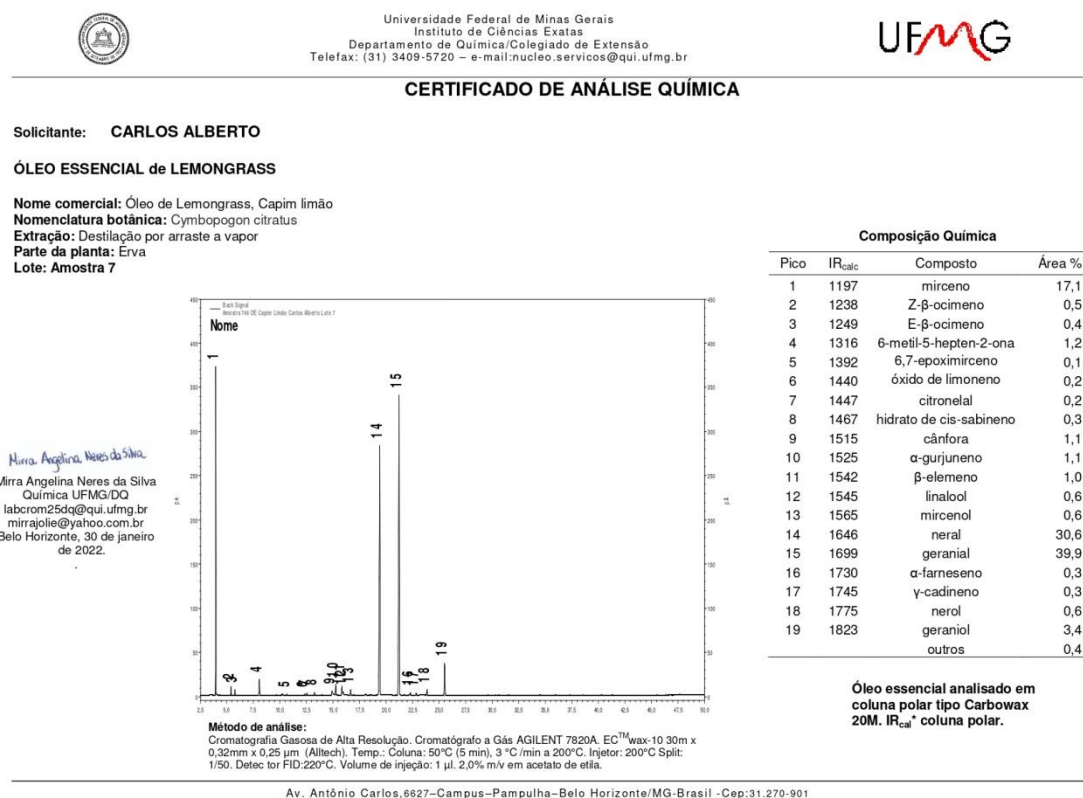 Universidade Federal de Minas Gerais
Instituto de Ciências Exatas
Departamento de Química/Colegiado de Extensão
Telefax: (31) 3409-5720 – e-mail:nucleo.servicos@qui.ufmg.br
UFMG
CERTIFICADO DE ANÁLISE QUÍMICA
Solicitante: CARLOS ALBERTO
ÓLEO ESSENCIAL de LEMONGRASS
Nome comercial: Óleo de Lemongrass, Capim limão
Nomenclatura botânica: Cymbopogon citratus
Extração: Destilação por arraste a vapor
Parte da planta: Erva
Lote: Amostra 7
Composição Química
Pico IRcalc Composto Área %
1 1197 mirceno 17,1
2 1238 Z-β-ocimeno 0,5
3 1249 E-β-ocimeno 0,4
4 1316 6-metil-5-hepten-2-ona 1,2
5 1392 6,7-epoximirceno 0,1
6 1440 óxido de limoneno 0,2
7 1447 citronelal 0,2
8 1467 hidrato de cis-sabineno 0,3
9 1515 cânfora 1,1
10 1525 α-gurjuneno 1,1
11 1542 β-elemeno 1,0
12 1545 linalool 0,6
13 1565 mircenol 0,6
14 1646 neral 30,6
15 1699 geranial 39,9
16 1730 α-farneseno 0,3
17 1745 γ-cadineno 0,3
18 1775 nerol 0,6
19 1823 geraniol 3,4
outros 0,4
Óleo essencial analisado em
coluna polar tipo Carbowax
20M. IRcal* coluna polar.
Back Signal
Nome
1
4
5
8
13
14
15
18
19
Mirra Angelina Neres da Silva
Mirra Angelina Neres da Silva
Química UFMG/DQ
labcrom25dq@qui.ufmg.br
mirrajolie@yahoo.com.br
Belo Horizonte, 30 de janeiro
de 2022.
Método de análise:
Cromatografia Gasosa de Alta Resolução. Cromatógrafo a Gás AGILENT 7820A. EC™wax-10 30m x
0,32mm x 0,25 µm (Alltech). Temp.: Coluna: 50°C (5 min), 3 °C /min a 200°C. Injetor: 200°C Split:
1/50. Detec tor FID:220°C. Volume de injeção: 1 µl. 2,0% m/v em acetato de etila.
Av. Antônio Carlos,6627–Campus–Pampulha–Belo Horizonte/MG-Brasil -Cep:31.270-901